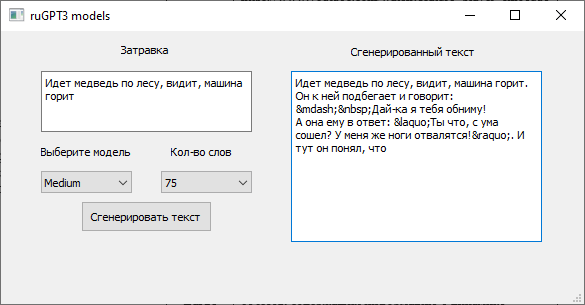 ruGPT3 models
Затравка
Идет медведь по лесу, видит, машина
горит
Выберите модель
Кол-во слов
Medium
75
Сгенерировать текст
Сгенерированный текст
Идет медведь по лесу, видит, машина горит.
Он к ней подбегает и говорит:
&mdash;&nbsp;Дай-ка я тебя обниму!
А она ему в ответ: &laquo;Ты что, с ума
сошел? У меня же ноги отвалятся!&raquo;. И
тут он понял, что